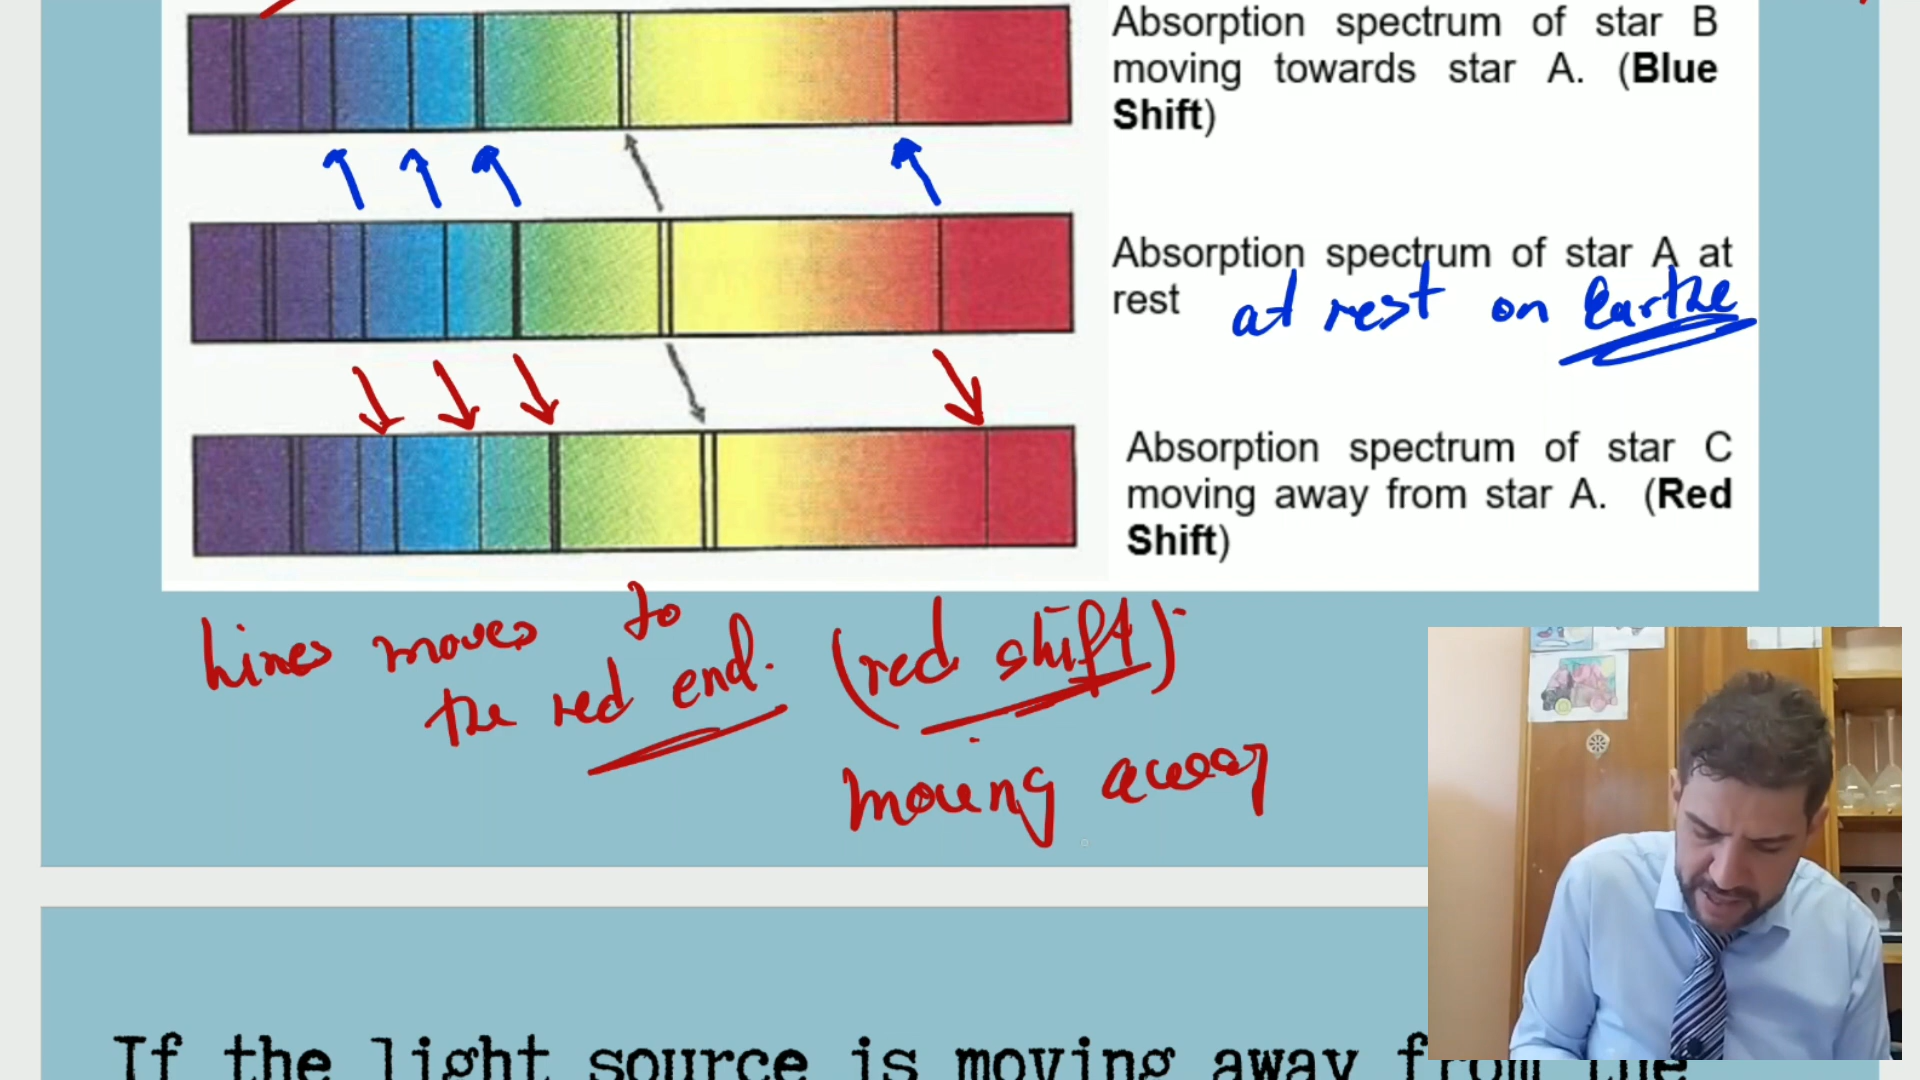 Absorption spectrum of star B
moving towards star A. (Blue
Shift)
Absorption spectrum of star A at
rest
at rest on Earthe
Absorption spectrum of star C
moving away from star A. (Red
Shift)
Lines moves to
the red end. (red shift)
moving away
If the light source is moving away from the